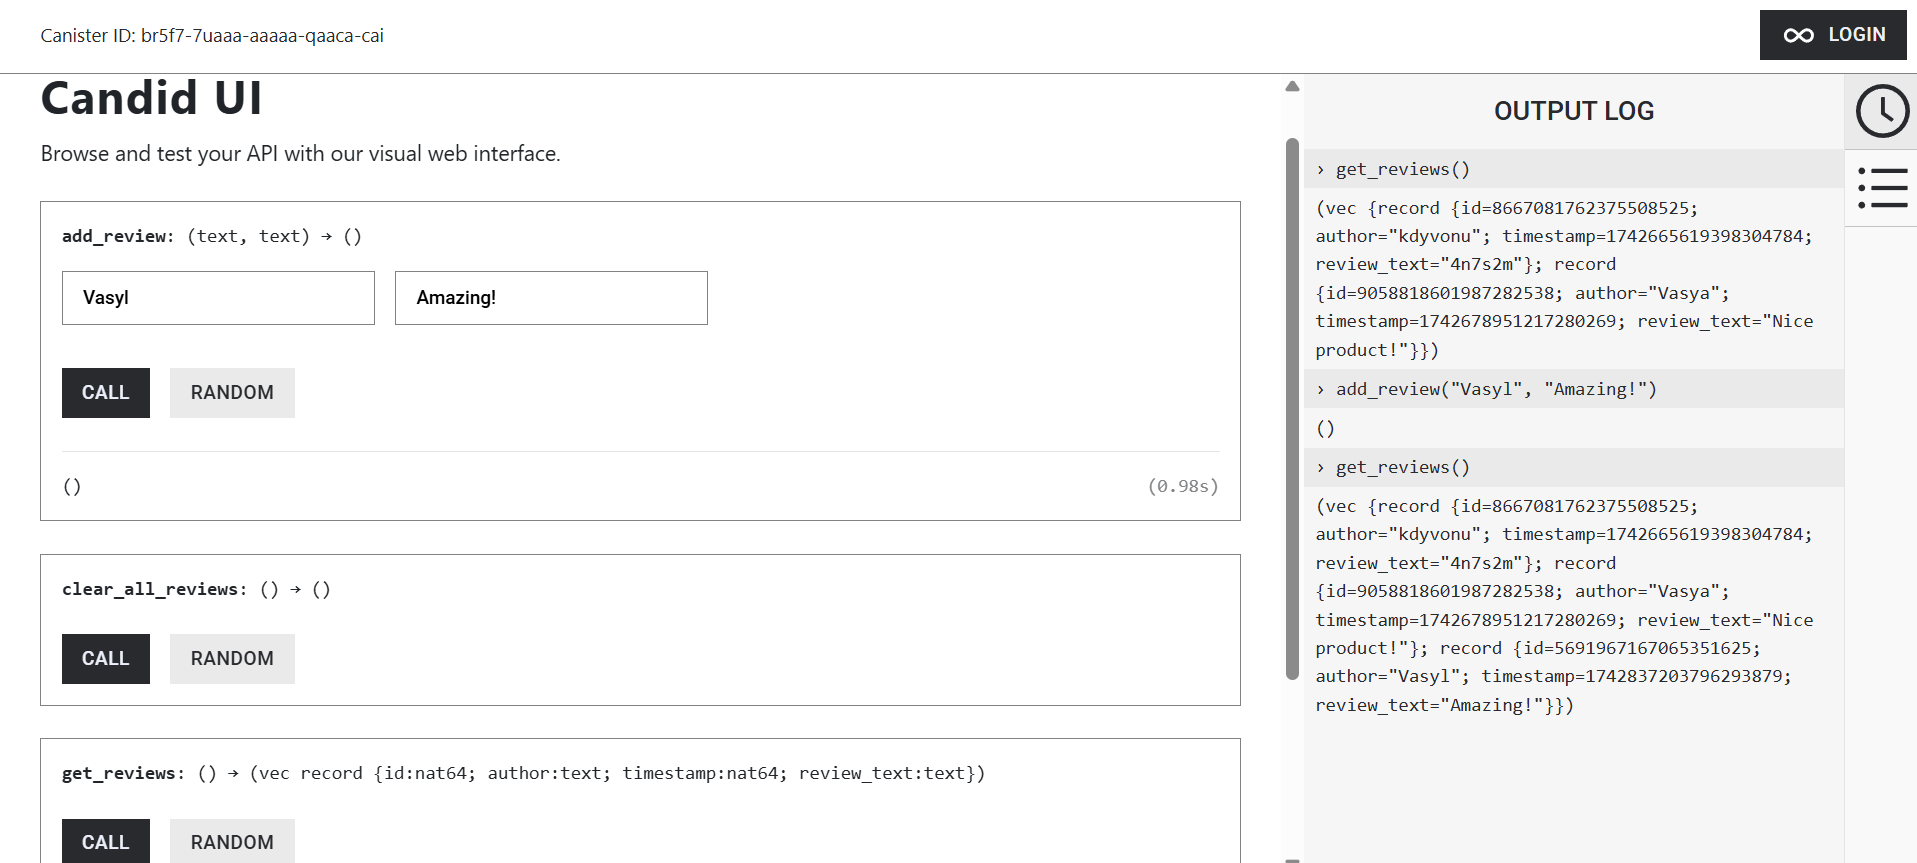 Canister ID: br5f7-7uaaa-aaaaa-qaaca-cai
LOGIN
Candid UI
Browse and test your API with our visual web interface.
add_review: (text, text) → ()
Vasyl
Amazing!
CALL
RANDOM
()
(0.98s)
clear_all_reviews: () → ()
CALL
RANDOM
get_reviews: () → (vec record {id:nat64; author:text; timestamp:nat64; review_text:text})
CALL
RANDOM
OUTPUT LOG
› get_reviews()
(vec {record {id=8667081762375508525;
author="kdyvonu"; timestamp=1742665619398304784;
review_text="4n7s2m"}; record
{id=9058818601987282538; author="Vasya";
timestamp=1742678951217280269; review_text="Nice
product!"}})
› add_review("Vasyl", "Amazing!")
()
› get_reviews()
(vec {record {id=8667081762375508525;
author="kdyvonu"; timestamp=1742665619398304784;
review_text="4n7s2m"}; record
{id=9058818601987282538; author="Vasya";
timestamp=1742678951217280269; review_text="Nice
product!"}; record {id=5691967167065351625;
author="Vasyl"; timestamp=1742837203796293879;
review_text="Amazing!"}})